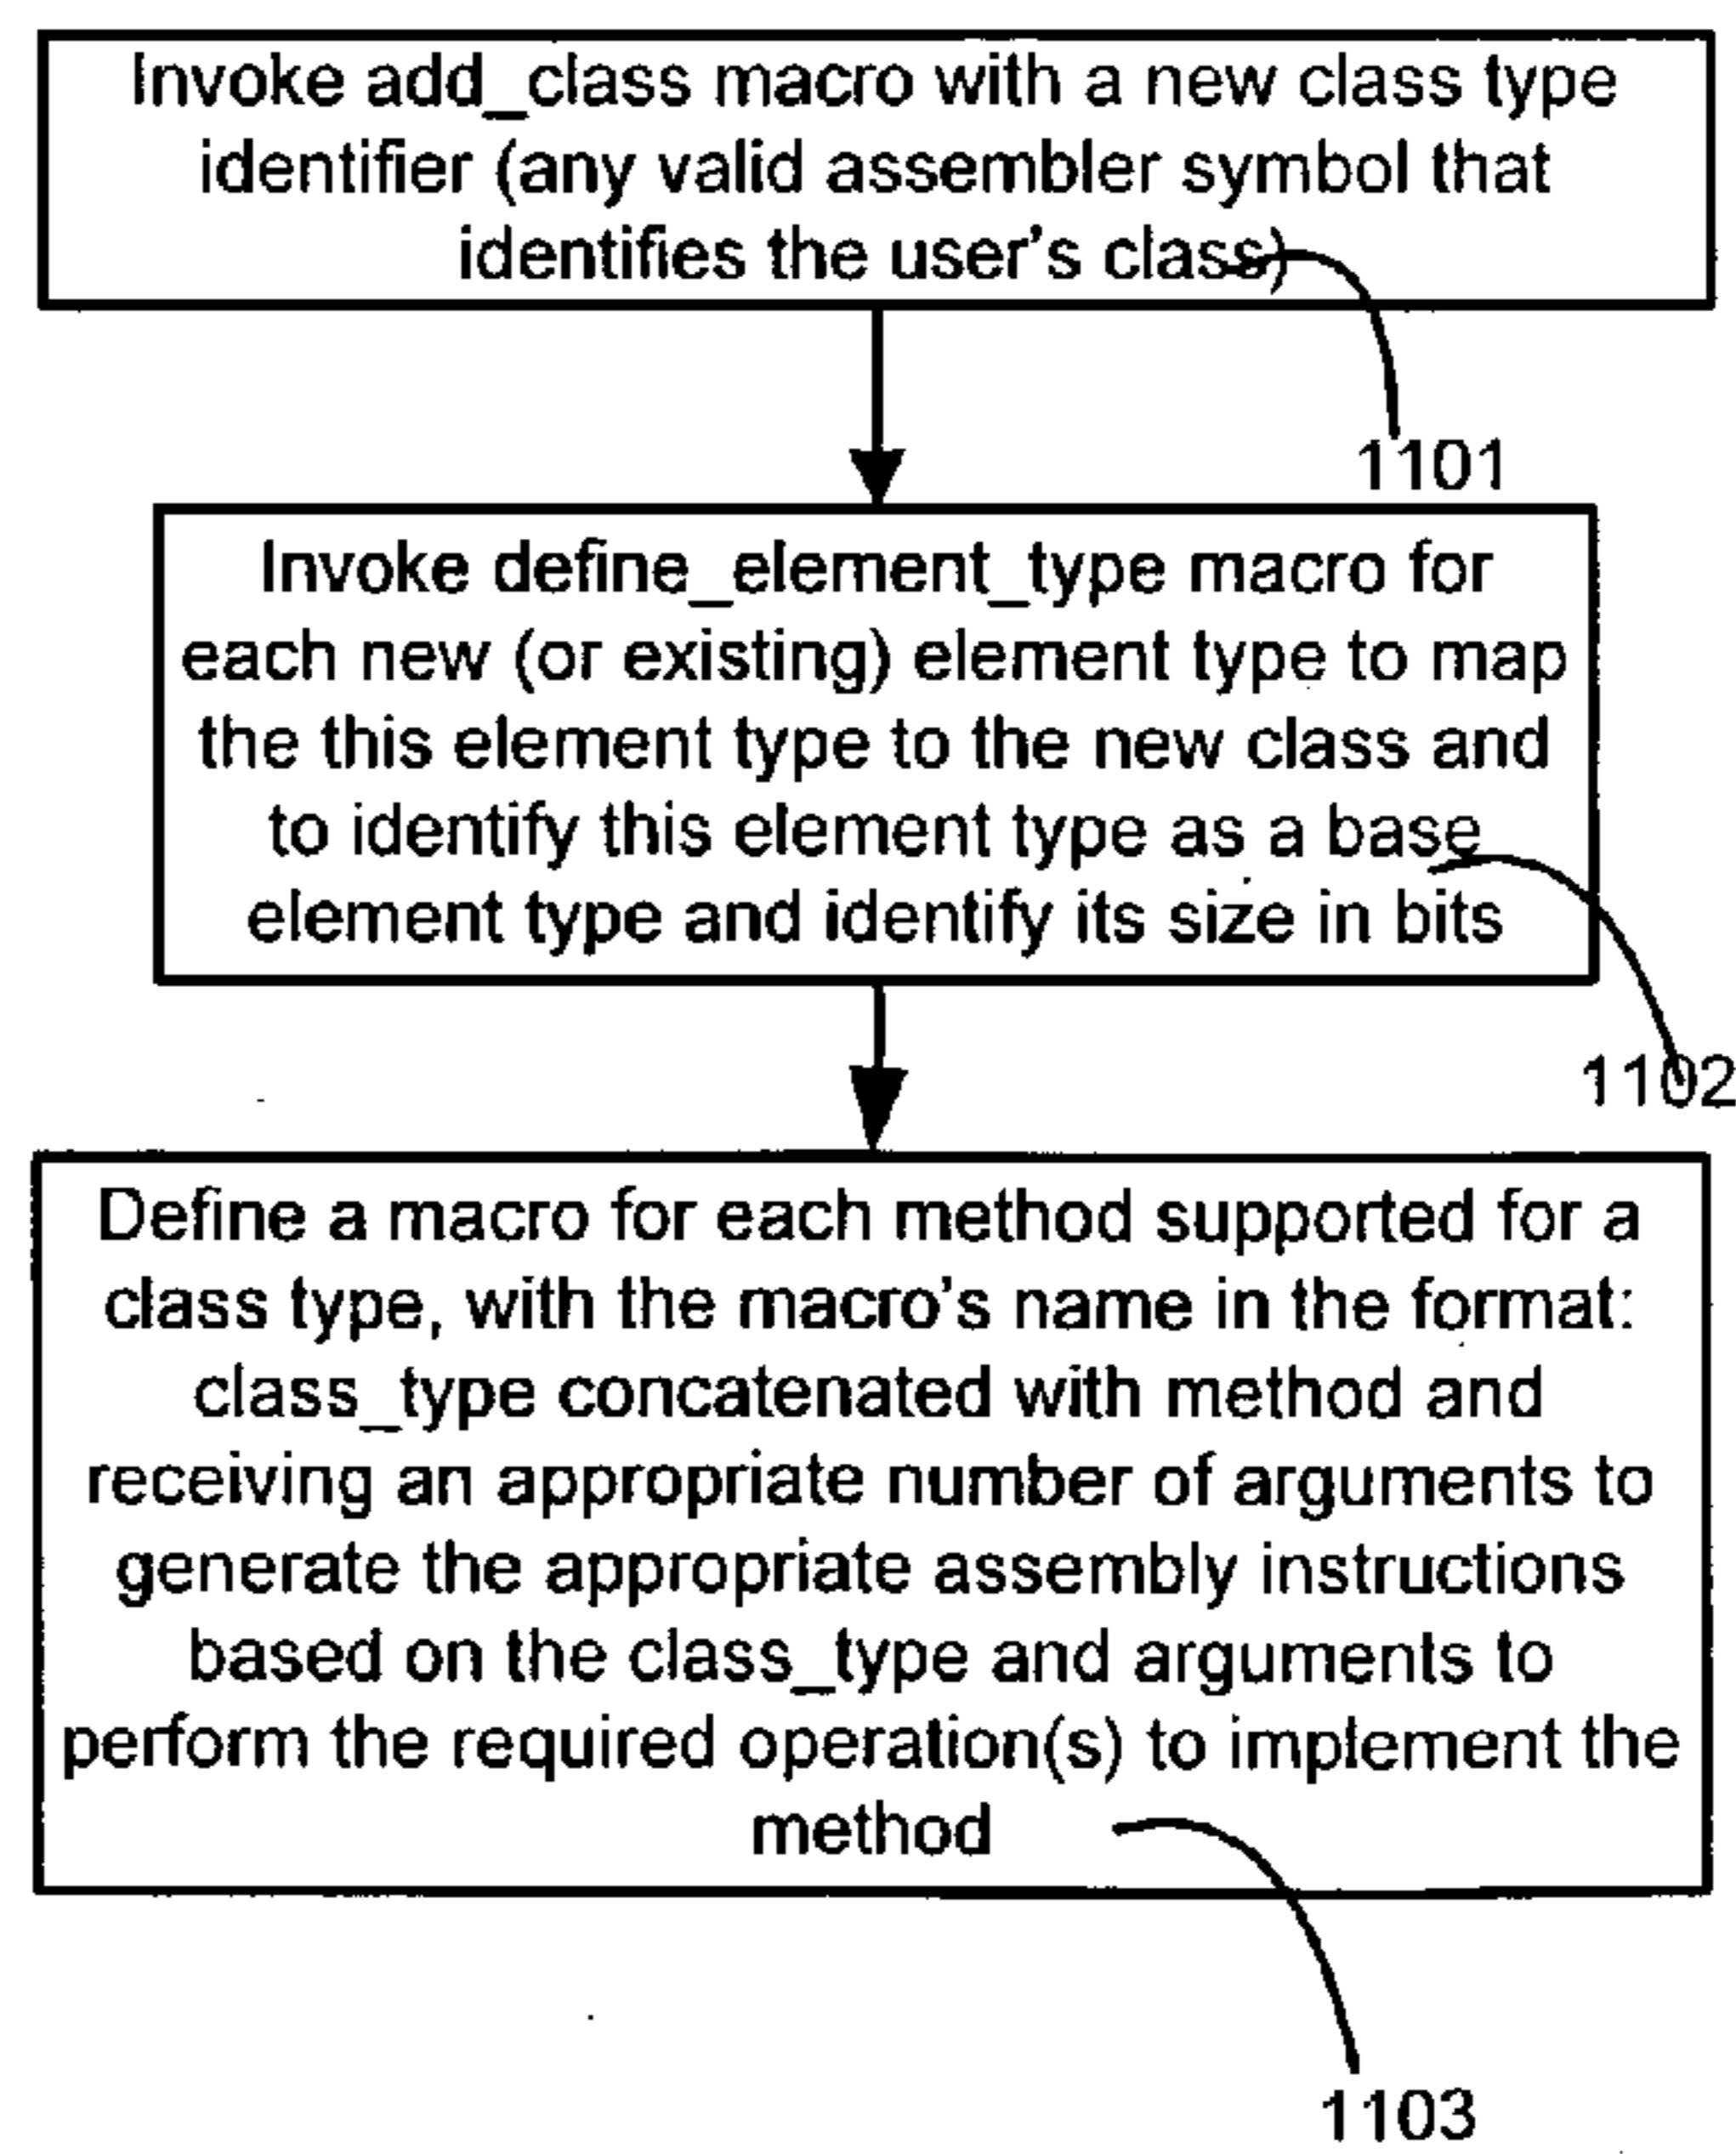 Invoke add_class macro with a new class type
identifier (any valid assembler symbol that
identifies the user's class)
1101
Invoke define_element_type macro for
each new (or existing) element type to map
the this element type to the new class and
to identify this element type as a base
element type and identify its size in bits
1102
Define a macro for each method supported for a
class type, with the macro's name in the format:
class_type concatenated with method and
receiving an appropriate number of arguments to
generate the appropriate assembly instructions
based on the class_type and arguments to
perform the required operation(s) to implement the
method
1103